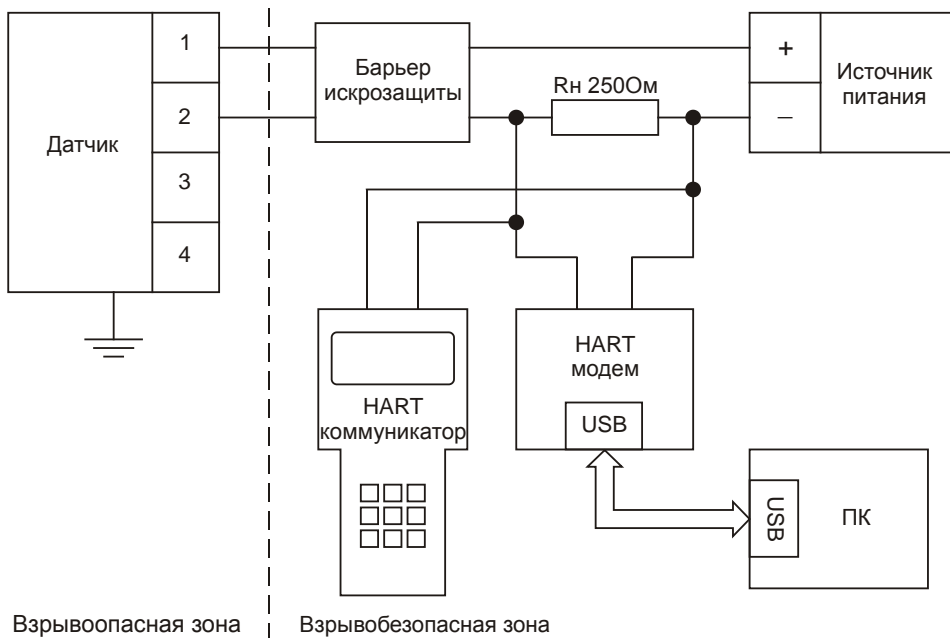 Датчик
1
2
3
4
Барьер
искрозащиты
Rн 250Ом
+
−
Источник
питания
HART
коммуникатор
HART
модем
USB
USB
ПК
Взрывоопасная зона
Взрывобезопасная зона